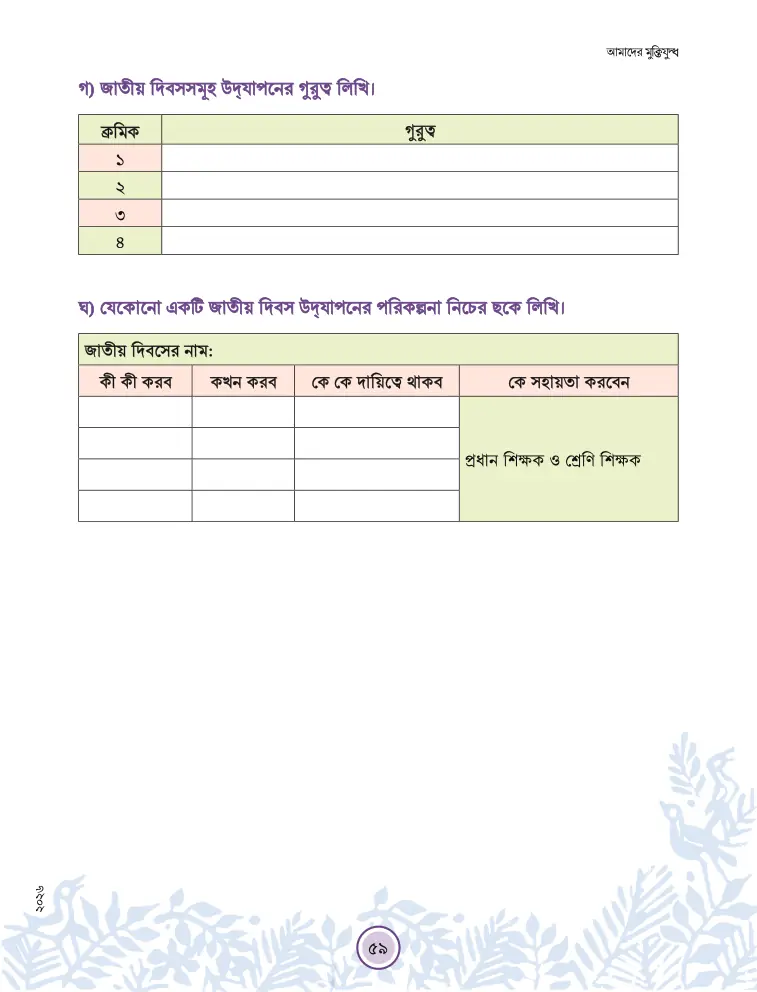 আমাদের মুক্তিযুদ্ধ
গ) জাতীয় দিবসসমূহ উদ্‌যাপনের গুরুত্ব লিখি।
ক্রমিক গুরুত্ব
১
২
৩
৪
ঘ) যেকোনো একটি জাতীয় দিবস উদ্‌যাপনের পরিকল্পনা নিচের ছকে লিখি।
জাতীয় দিবসের নাম:
কী কী করব কখন করব কে কে দায়িত্বে থাকব কে সহায়তা করবেন
প্রধান শিক্ষক ও শ্রেণি শিক্ষক
২০২৬
৫৯